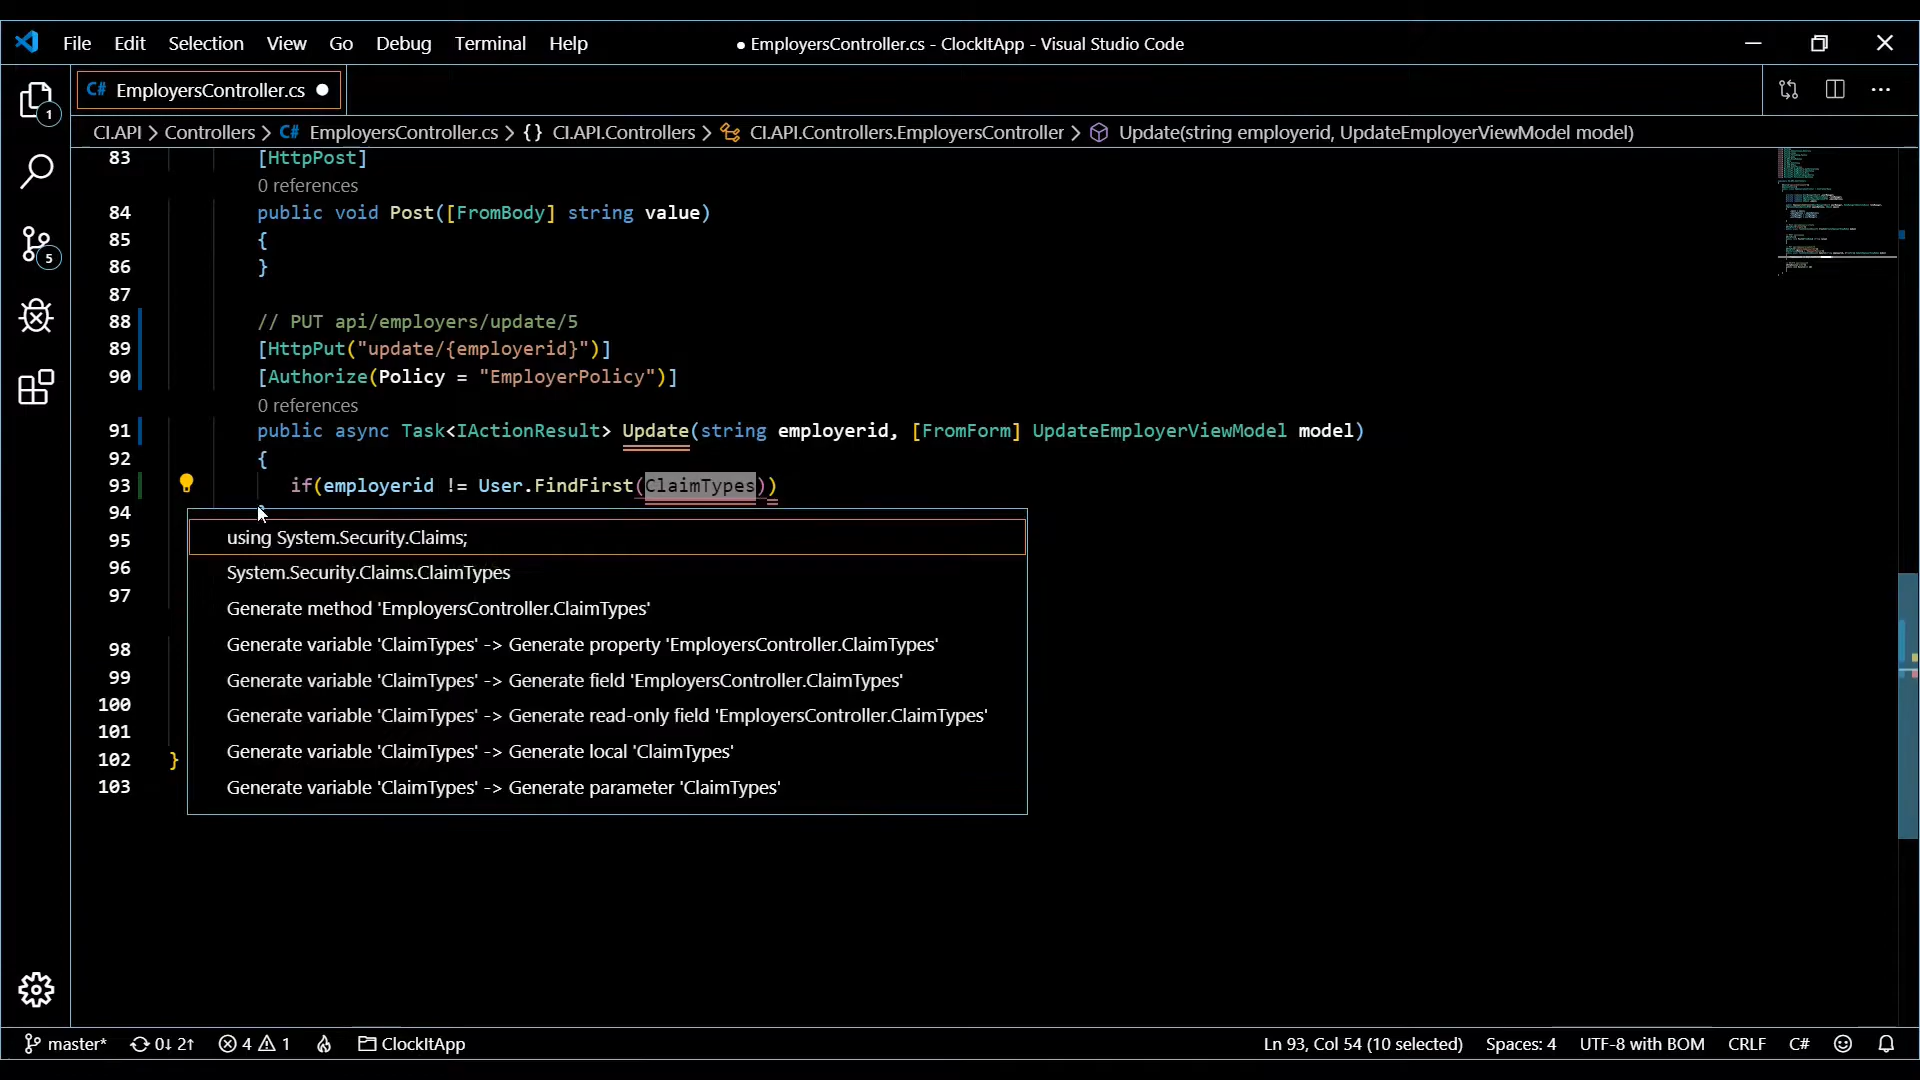 File Edit Selection View Go Debug Terminal Help ● EmployersController.cs - ClockItApp - Visual Studio Code
C# EmployersController.cs ●
1
CI.API > Controllers > C# EmployersController.cs > {} CI.API.Controllers > CI.API.Controllers.EmployersController > Update(string employerid, UpdateEmployerViewModel model)
83 [HttpPost]
0 references
84 public void Post([FromBody] string value)
85 {
86 }
5
87
88 // PUT api/employers/update/5
89 [HttpPut("update/{employerid}")]
90 [Authorize(Policy = "EmployerPolicy")]
0 references
91 public async Task<IActionResult> Update(string employerid, [FromForm] UpdateEmployerViewModel model)
92 {
93 if(employerid != User.FindFirst(ClaimTypes))
94
95 using System.Security.Claims;
96 System.Security.Claims.ClaimTypes
97 Generate method 'EmployersController.ClaimTypes'
98 Generate variable 'ClaimTypes' -> Generate property 'EmployersController.ClaimTypes'
99 Generate variable 'ClaimTypes' -> Generate field 'EmployersController.ClaimTypes'
100 Generate variable 'ClaimTypes' -> Generate read-only field 'EmployersController.ClaimTypes'
101 Generate variable 'ClaimTypes' -> Generate local 'ClaimTypes'
102 }
103 Generate variable 'ClaimTypes' -> Generate parameter 'ClaimTypes'
master* 0↓ 2↑ 4 1 ClockItApp Ln 93, Col 54 (10 selected) Spaces: 4 UTF-8 with BOM CRLF C#